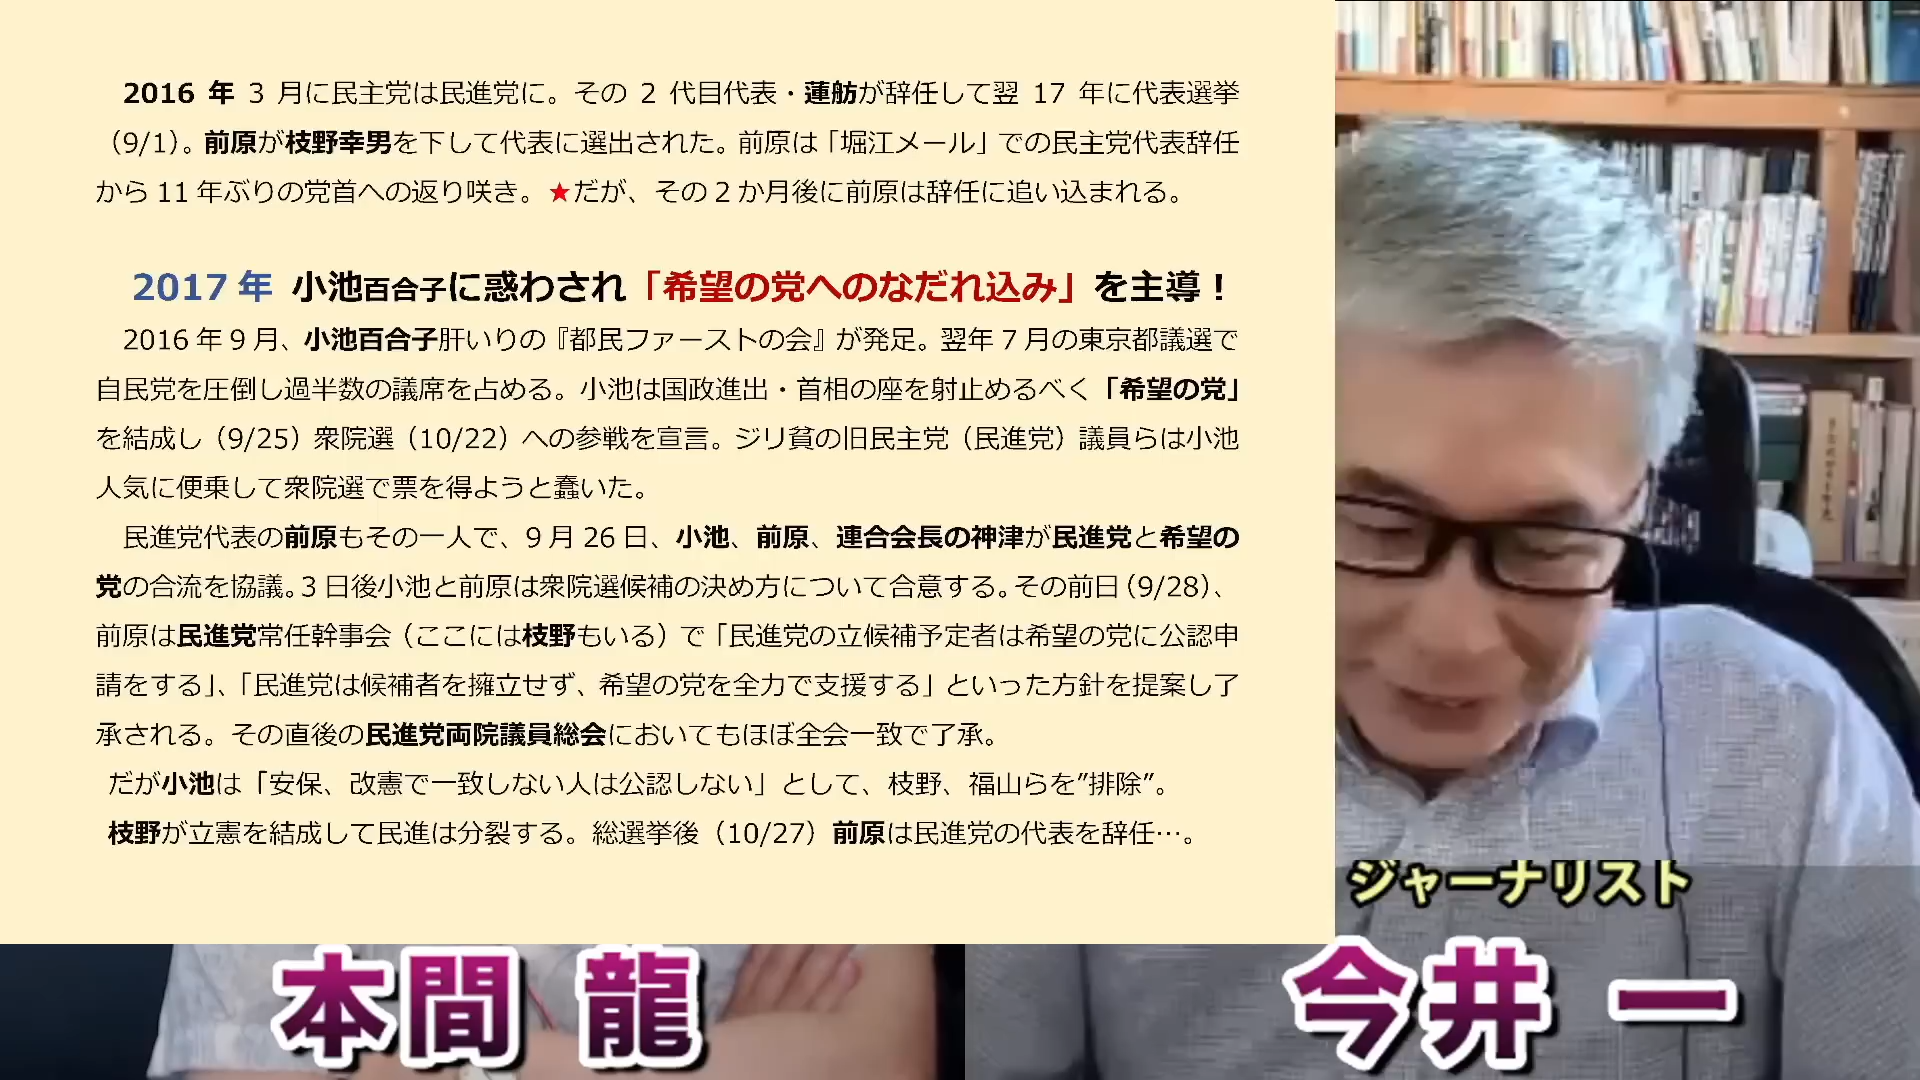 2016 年 3 月に民主党は民進党に。その 2 代目代表・蓮舫が辞任して翌 17 年に代表選挙
（9/1）。前原が枝野幸男を下して代表に選出された。前原は「堀江メール」での民主党代表辞任
から 11 年ぶりの党首への返り咲き。★だが、その 2 か月後に前原は辞任に追い込まれる。
2017 年 小池百合子に惑わされ「希望の党へのなだれ込み」を主導！
2016 年 9 月、小池百合子肝いりの『都民ファーストの会』が発足。翌年 7 月の東京都議選で
自民党を圧倒し過半数の議席を占める。小池は国政進出・首相の座を射止めるべく「希望の党」
を結成し（9/25）衆院選（10/22）への参戦を宣言。ジリ貧の旧民主党（民進党）議員らは小池
人気に便乗して衆院選で票を得ようと蠢いた。
民進党代表の前原もその一人で、9 月 26 日、小池、前原、連合会長の神津が民進党と希望の
党の合流を協議。3 日後小池と前原は衆院選候補の決め方について合意する。その前日（9/28）、
前原は民進党常任幹事会（ここには枝野もいる）で「民進党の立候補予定者は希望の党に公認申
請をする」、「民進党は候補者を擁立せず、希望の党を全力で支援する」といった方針を提案し了
承される。その直後の民進党両院議員総会においてもほぼ全会一致で了承。
だが小池は「安保、改憲で一致しない人は公認しない」として、枝野、福山らを”排除”。
枝野が立憲を結成して民進は分裂する。総選挙後（10/27）前原は民進党の代表を辞任…。
ジャーナリスト
本間 龍
今井 一